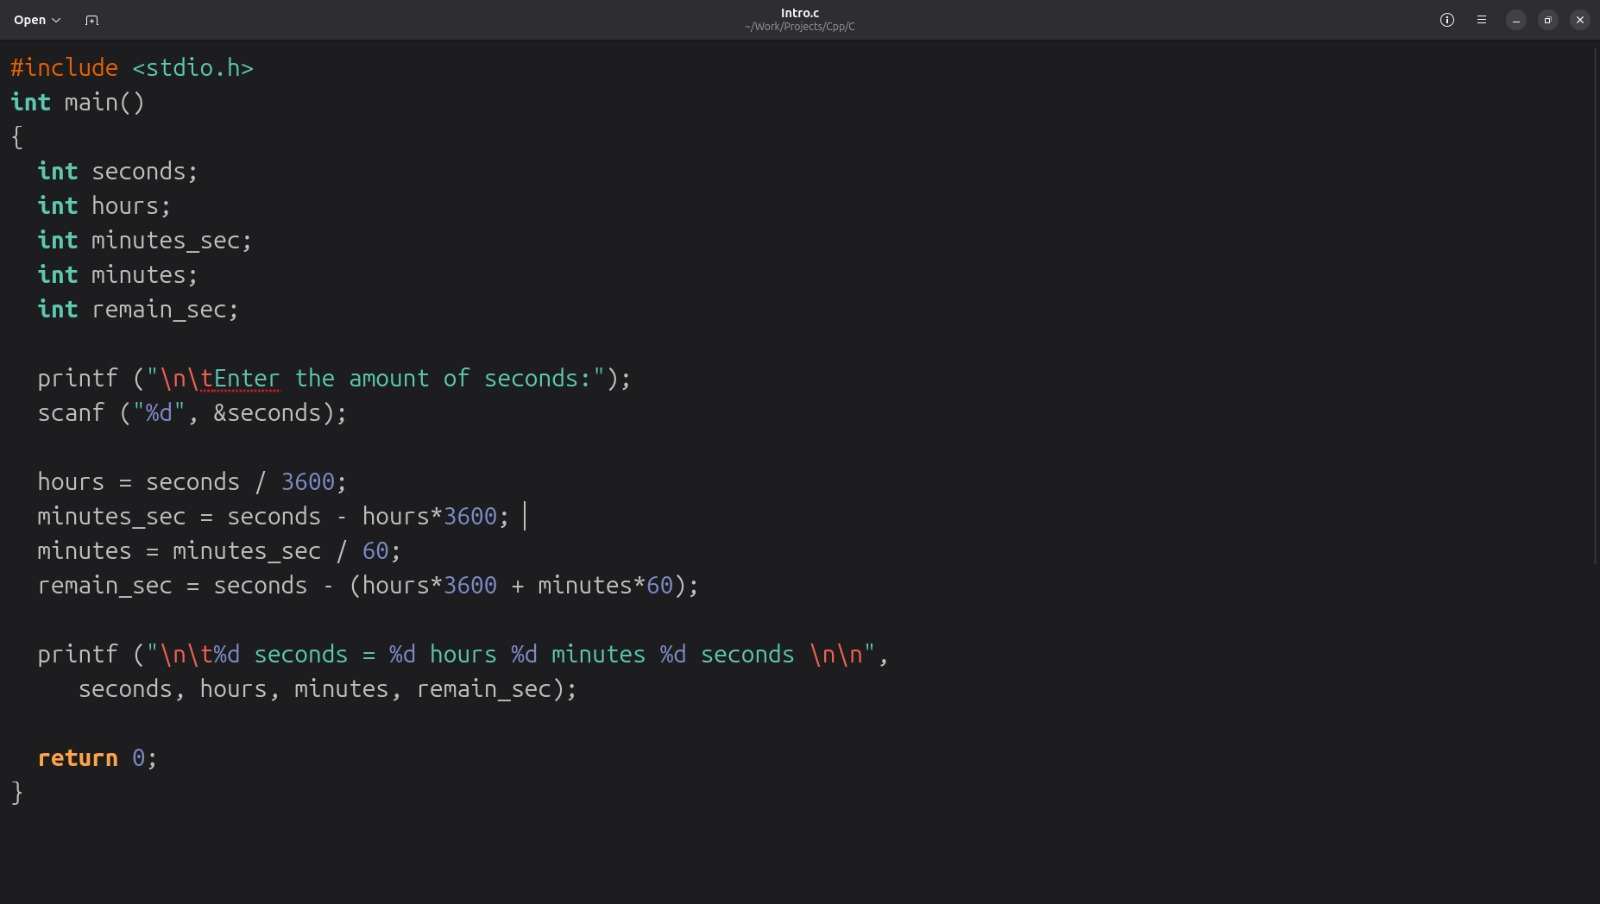 Open
Intro.c
~/Work/Projects/Cpp/C
#include <stdio.h>
int main()
{
  int seconds;
  int hours;
  int minutes_sec;
  int minutes;
  int remain_sec;

  printf ("\n\tEnter the amount of seconds:");
  scanf ("%d", &seconds);

  hours = seconds / 3600;
  minutes_sec = seconds - hours*3600;
  minutes = minutes_sec / 60;
  remain_sec = seconds - (hours*3600 + minutes*60);

  printf ("\n\t%d seconds = %d hours %d minutes %d seconds \n\n",
     seconds, hours, minutes, remain_sec);

  return 0;
}